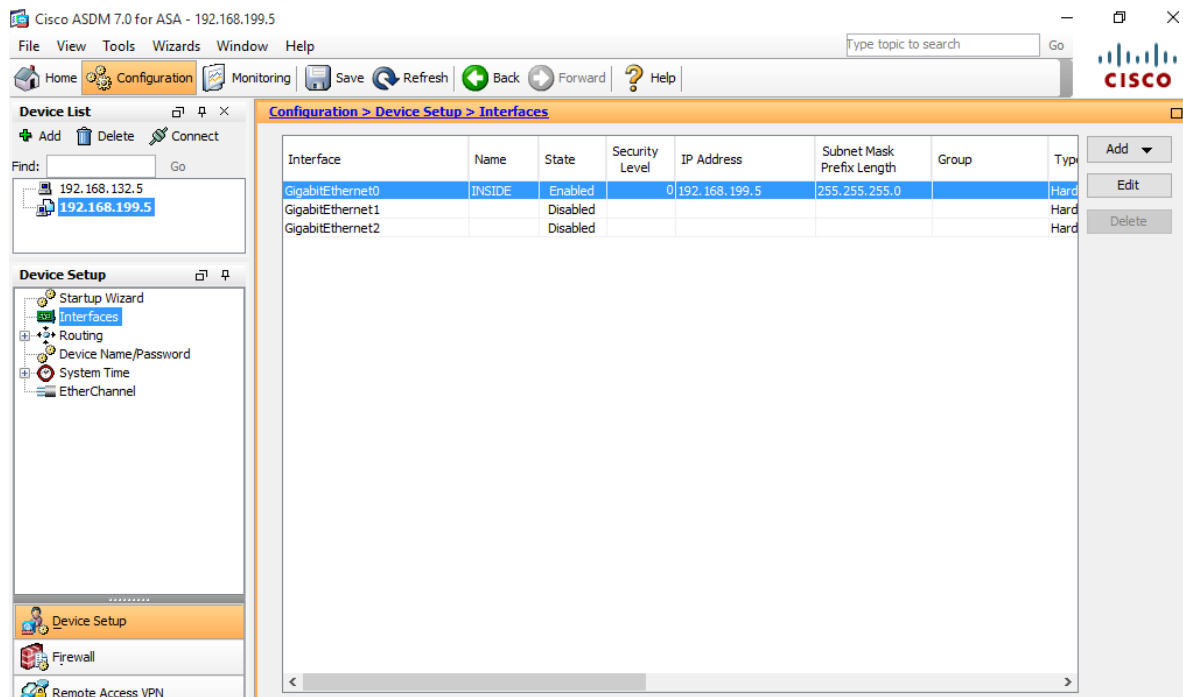 Cisco ASDM 7.0 for ASA - 192.168.199.5
File View Tools Wizards Window Help
Type topic to search Go
Home Configuration Monitoring Save Refresh Back Forward Help
CISCO
Device List
Add Delete Connect
Find: Go
192.168.132.5
192.168.199.5
Device Setup
Startup Wizard
Interfaces
Routing
Device Name/Password
System Time
EtherChannel
Device Setup
Firewall
Remote Access VPN
Configuration > Device Setup > Interfaces
Interface Name State Security Level IP Address Subnet Mask Prefix Length Group Type
GigabitEthernet0 INSIDE Enabled 0 192.168.199.5 255.255.255.0 Hard
GigabitEthernet1 Disabled Hard
GigabitEthernet2 Disabled Hard
Add
Edit
Delete